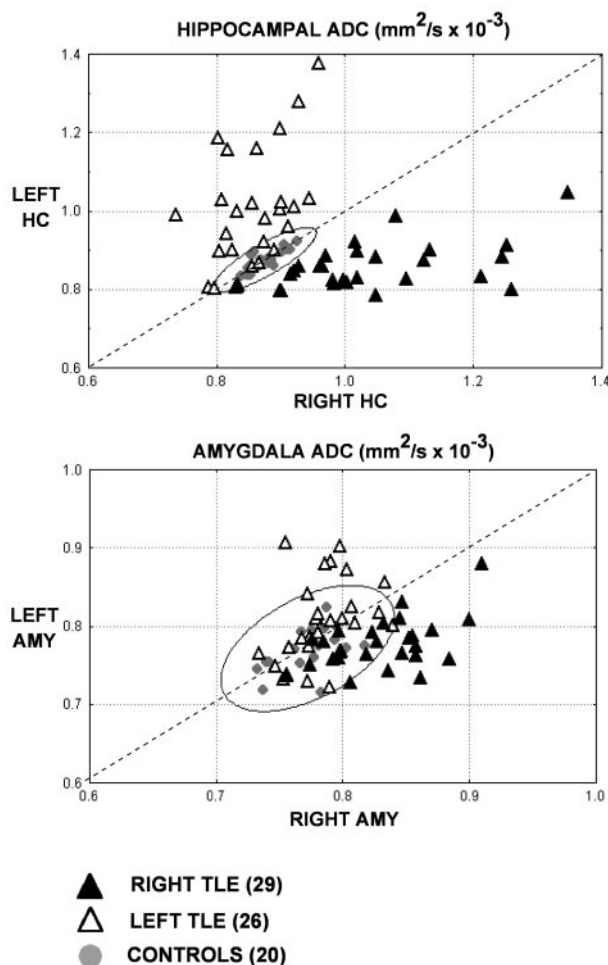 HIPPOCAMPAL ADC (mm²/s x 10⁻³)
1.4
1.2
LEFT
HC
1.0
0.8
0.6
0.6
0.8
1.0
1.2
1.4
RIGHT HC
AMYGDALA ADC (mm²/s x 10⁻³)
1.0
0.9
LEFT
AMY
0.8
0.7
0.6
0.6
0.7
0.8
0.9
1.0
RIGHT AMY
RIGHT TLE (29)
LEFT TLE (26)
CONTROLS (20)